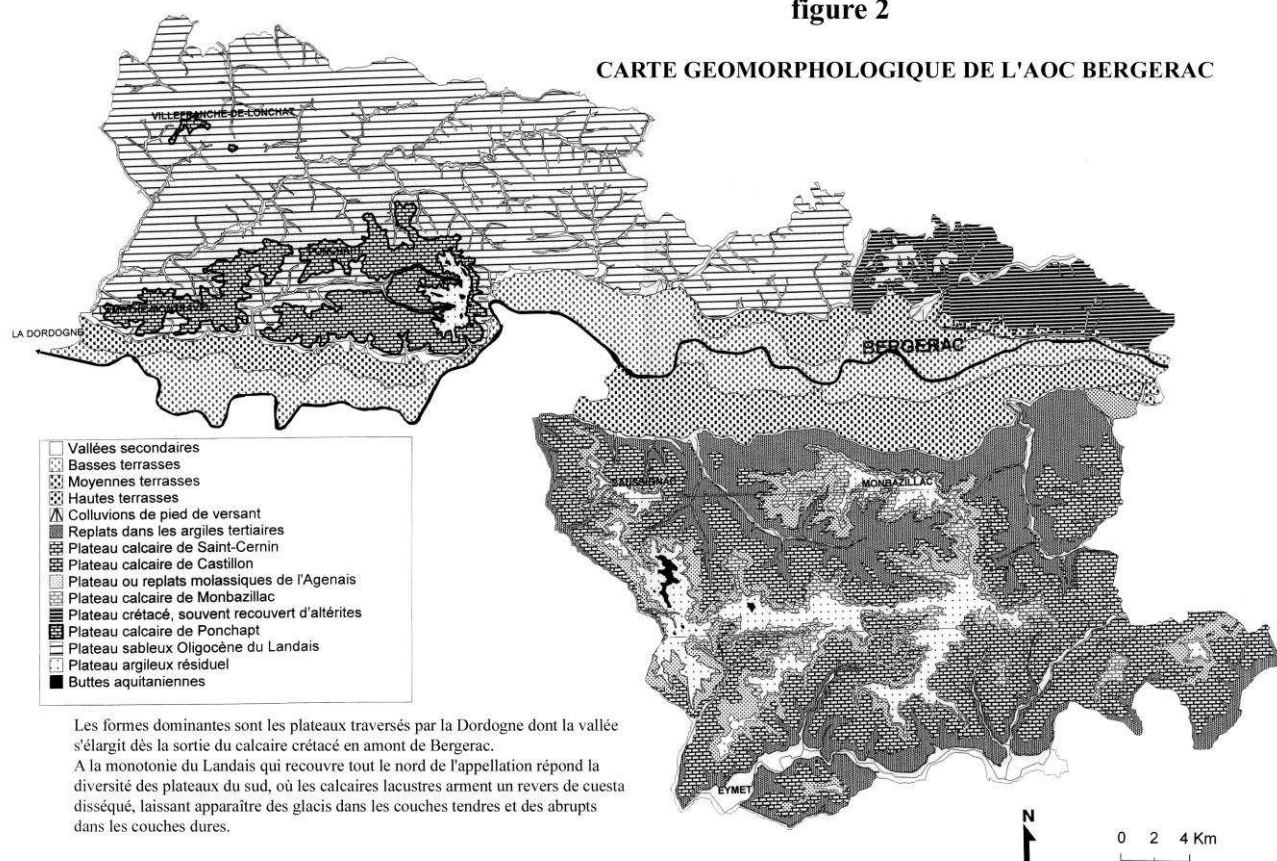 figure 2
CARTE GEOMORPHOLOGIQUE DE L'AOC BERGERAC
VILLEFRANCHE-DE-LONCHAT
LA DORDOGNE
BERGERAC
MONBAZILLAC
EYMET
Vallées secondaires
Basses terrasses
Moyennes terrasses
Hautes terrasses
Colluvions de pied de versant
Replats dans les argiles tertiaires
Plateau calcaire de Saint-Cernin
Plateau calcaire de Castillon
Plateau ou replats molassiques de l'Agenais
Plateau calcaire de Monbazillac
Plateau crétacé, souvent recouvert d'altérites
Plateau calcaire de Ponchapt
Plateau sableux Oligocène du Landais
Plateau argileux résiduel
Buttes aquitaniennes
Les formes dominantes sont les plateaux traversés par la Dordogne dont la vallée
s'élargit dès la sortie du calcaire crétacé en amont de Bergerac.
A la monotonie du Landais qui recouvre tout le nord de l'appellation répond la
diversité des plateaux du sud, où les calcaires lacustres arment un revers de cuesta
disséqué, laissant apparaître des glacis dans les couches tendres et des abrupts
dans les couches dures.
N
0 2 4 Km